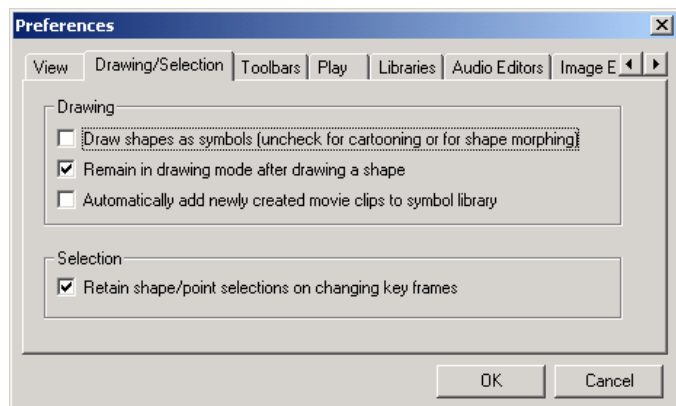 Preferences
View Drawing/Selection Toolbars Play Libraries Audio Editors Image E
Drawing
Draw shapes as symbols (uncheck for cartooning or for shape morphing)
Remain in drawing mode after drawing a shape
Automatically add newly created movie clips to symbol library
Selection
Retain shape/point selections on changing key frames
OK Cancel